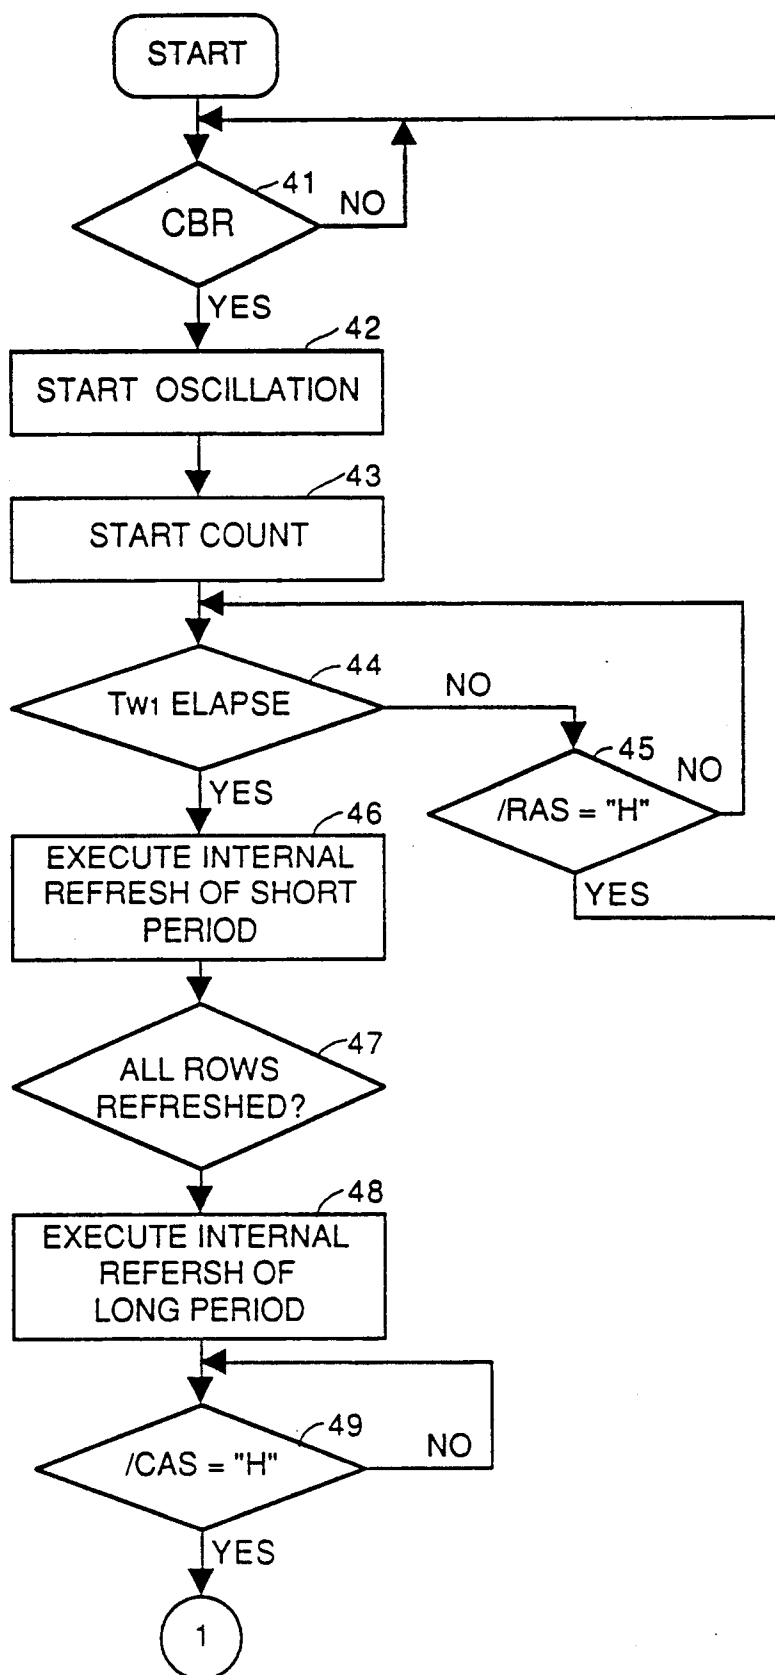 START
41
CBR
NO
YES
42
START OSCILLATION
43
START COUNT
44
Tw1 ELAPSE
NO
45
/RAS = "H"
NO
YES
YES
46
EXECUTE INTERNAL
REFRESH OF SHORT
PERIOD
47
ALL ROWS
REFRESHED?
48
EXECUTE INTERNAL
REFERSH OF
LONG PERIOD
49
/CAS = "H"
NO
YES
1